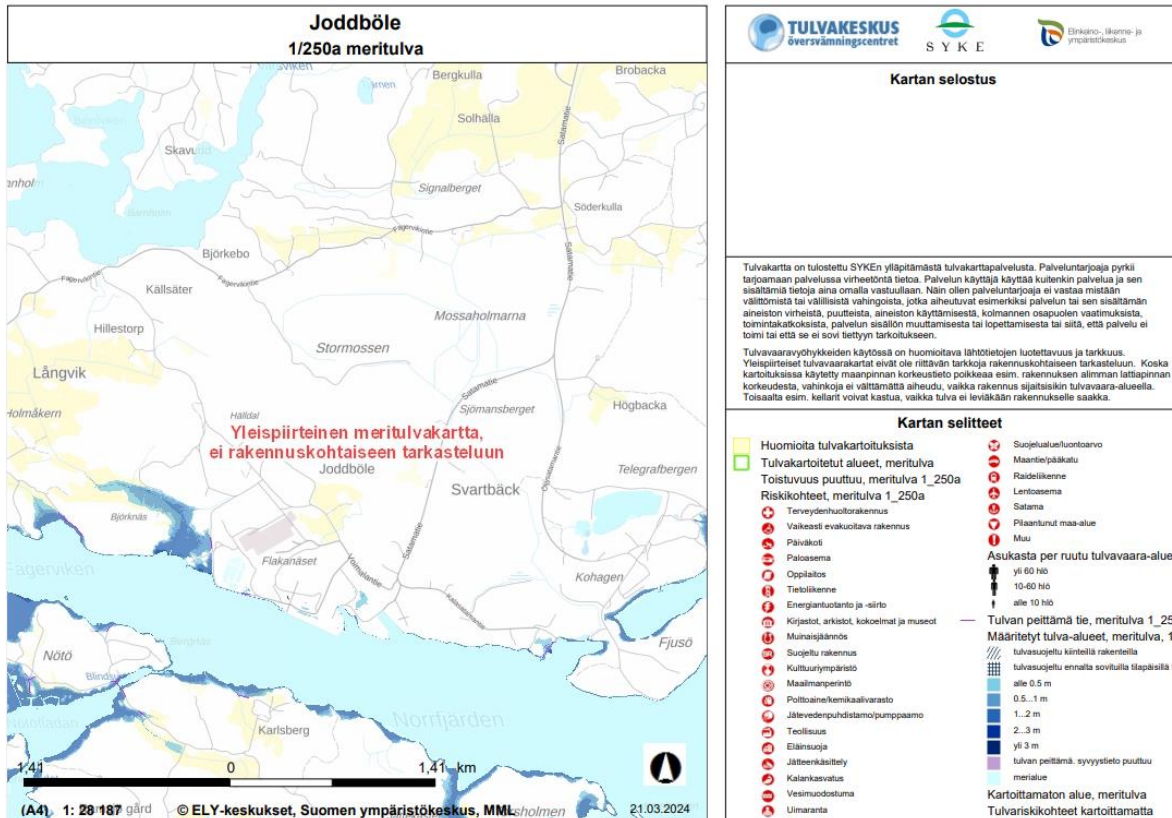 Joddböle
1/250a meritulva
Bergkulla
Brobacka
Solhälla
Satamatie
Skavudd
Signalberget
Söderkulla
Barnholm
Fågelvikintie
Satamatie
Björkebo
Källsäter
Mossaholmarna
Hillestorp
Stormossen
Långvik
Satamatie
Sjömansberget
Högbacka
Holmåkern
Hälldal
Yleispiirteinen meritulvakartta,
ei rakennuskohtaiseen tarkasteluun
Joddböle
Telegrafbergen
Svartbäck
Björknäs
Flakanäset
Voimalantie
Satamatie
Kohagen
Fagerviken
Kalasatamantie
Fjusö
Nötö
Norrfjärden
Karlsberg
1,41 0 1,41 km
(A4) 1: 28 187 © ELY-keskukset, Suomen ympäristökeskus, MML 21.03.2024
TULVAKESKUS
översvämningscentret
SYKE
Elinkeino-, liikenne- ja
ympäristökeskus
Kartan selostus
Tulvakartta on tulostettu SYKEn ylläpitämästä tulvakarttapalvelusta. Palveluntarjoaja pyrkii
tarjoamaan palvelussa virheetöntä tietoa. Palvelun käyttäjä käyttää kuitenkin palvelua ja sen
sisältämiä tietoja aina omalla vastuullaan. Näin ollen palveluntarjoaja ei vastaa mistään
välittömistä tai välillisistä vahingoista, jotka aiheutuvat esimerkiksi palvelun tai sen sisältämän
aineiston virheistä, puutteista, aineiston käyttämisestä, kolmannen osapuolen vaatimuksista,
toimintakatkoksista, palvelun sisällön muuttamisesta tai lopettamisesta tai siitä, että palvelu ei
toimi tai että se ei sovi tiettyyn tarkoitukseen.
Tulvavaaravyöhykkeiden käytössä on huomioitava lähtötietojen luotettavuus ja tarkkuus.
Yleispiirteiset tulvavaarakartat eivät ole riittävän tarkkoja rakennuskohtaiseen tarkasteluun. Koska
kartoituksissa käytetty maanpinnan korkeustieto poikkeaa esim. rakennuksen alimman lattiapinnan
korkeudesta, vahinkoja ei välttämättä aiheudu, vaikka rakennus sijaitsisikin tulvavaara-alueella.
Toisaalta esim. kellarit voivat kastua, vaikka tulva ei leviäkään rakennukselle saakka.
Kartan selitteet
Huomioita tulvakartoituksista
Tulvakartoitetut alueet, meritulva
Toistuvuus puuttuu, meritulva 1_250a
Riskikohteet, meritulva 1_250a
Terveydenhuoltorakennus
Vaikeasti evakuoitava rakennus
Päiväkoti
Paloasema
Oppilaitos
Tietoliikenne
Energiantuotanto ja -siirto
Kirjastot, arkistot, kokoelmat ja museot
Muinaisjäännös
Suojeltu rakennus
Kulttuuriympäristö
Maailmanperintö
Polttoaine/kemikaalivarasto
Jätevedenpuhdistamo/pumppaamo
Teollisuus
Eläinsuoja
Jätteenkäsittely
Kalankasvatus
Vesimuodostuma
Uimaranta
Suojelualue/luontoarvo
Maantie/pääkatu
Raideliikenne
Lentoasema
Satama
Pilaantunut maa-alue
Muu
Asukasta per ruutu tulvavaara-alue
yli 60 hlö
10-60 hlö
alle 10 hlö
Tulvan peittämä tie, meritulva 1_25
Määritetyt tulva-alueet, meritulva, 1
tulvasuojeltu kiinteillä rakenteilla
tulvasuojeltu ennalta sovituilla tilapäisillä
alle 0.5 m
0.5...1 m
1...2 m
2...3 m
yli 3 m
tulvan peittämä. syvyystieto puuttuu
merialue
Kartoittamaton alue, meritulva
Tulvariskikohteet kartoittamatta